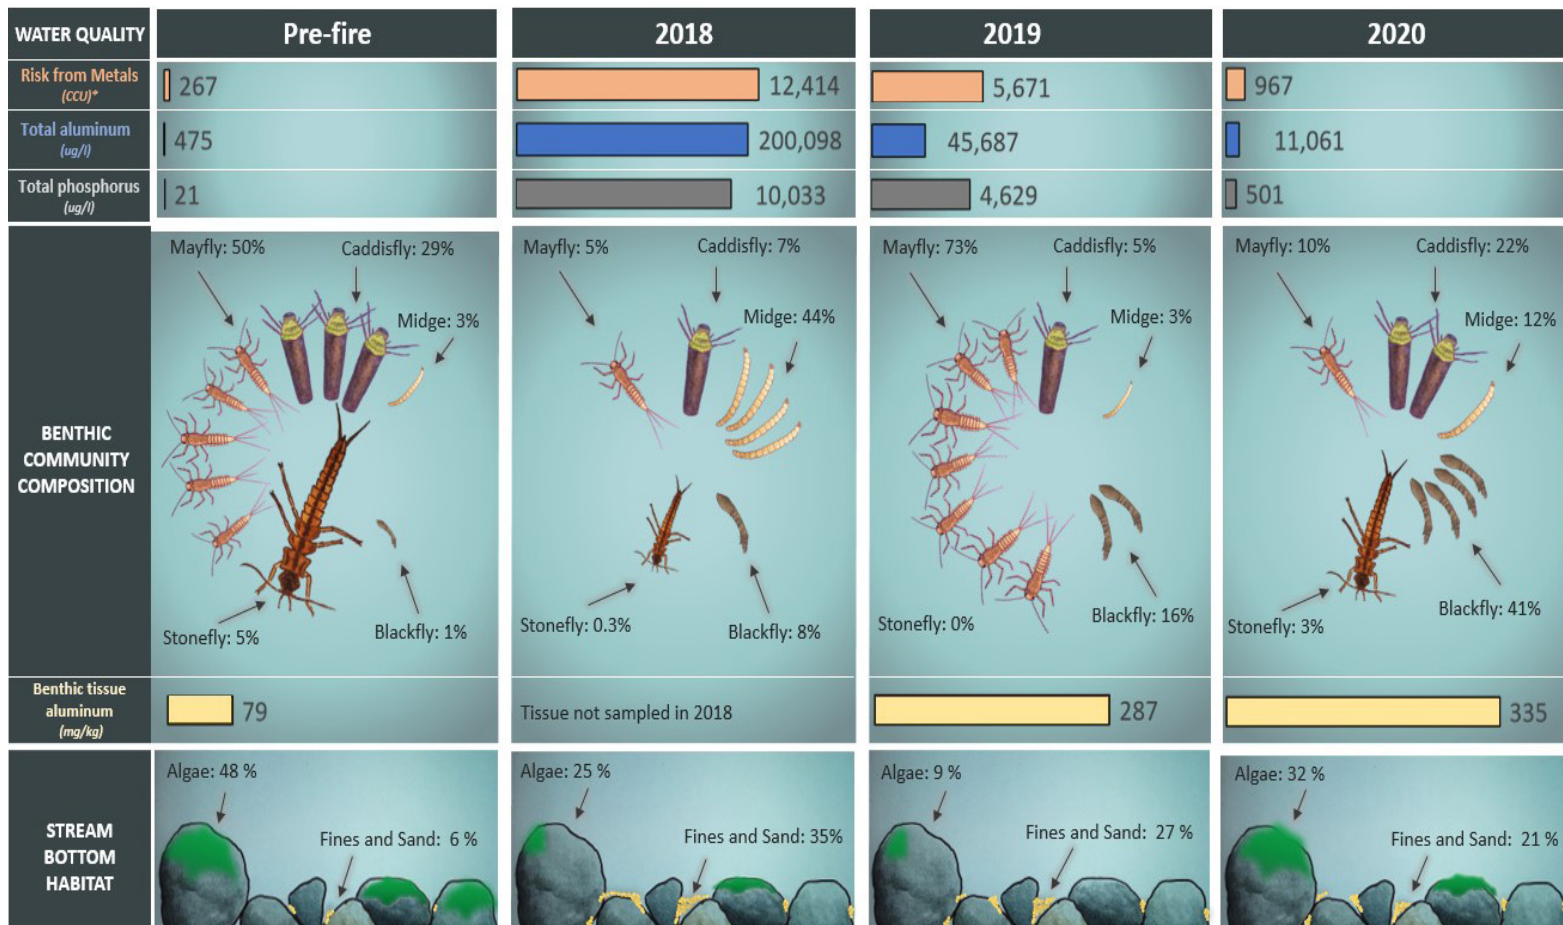 WATER QUALITY
Pre-fire
2018
2019
2020
Risk from Metals
(CCU)*
267
12,414
5,671
967
Total aluminum
(ug/l)
475
200,098
45,687
11,061
Total phosphorus
(ug/l)
21
10,033
4,629
501
BENTHIC
COMMUNITY
COMPOSITION
Mayfly: 50%
Caddisfly: 29%
Midge: 3%
Stonefly: 5%
Blackfly: 1%
Mayfly: 5%
Caddisfly: 7%
Midge: 44%
Stonefly: 0.3%
Blackfly: 8%
Mayfly: 73%
Caddisfly: 5%
Midge: 3%
Stonefly: 0%
Blackfly: 16%
Mayfly: 10%
Caddisfly: 22%
Midge: 12%
Stonefly: 3%
Blackfly: 41%
Benthic tissue
aluminum
(mg/kg)
79
Tissue not sampled in 2018
287
335
STREAM
BOTTOM
HABITAT
Algae: 48 %
Fines and Sand: 6 %
Algae: 25 %
Fines and Sand: 35%
Algae: 9 %
Fines and Sand: 27 %
Algae: 32 %
Fines and Sand: 21 %